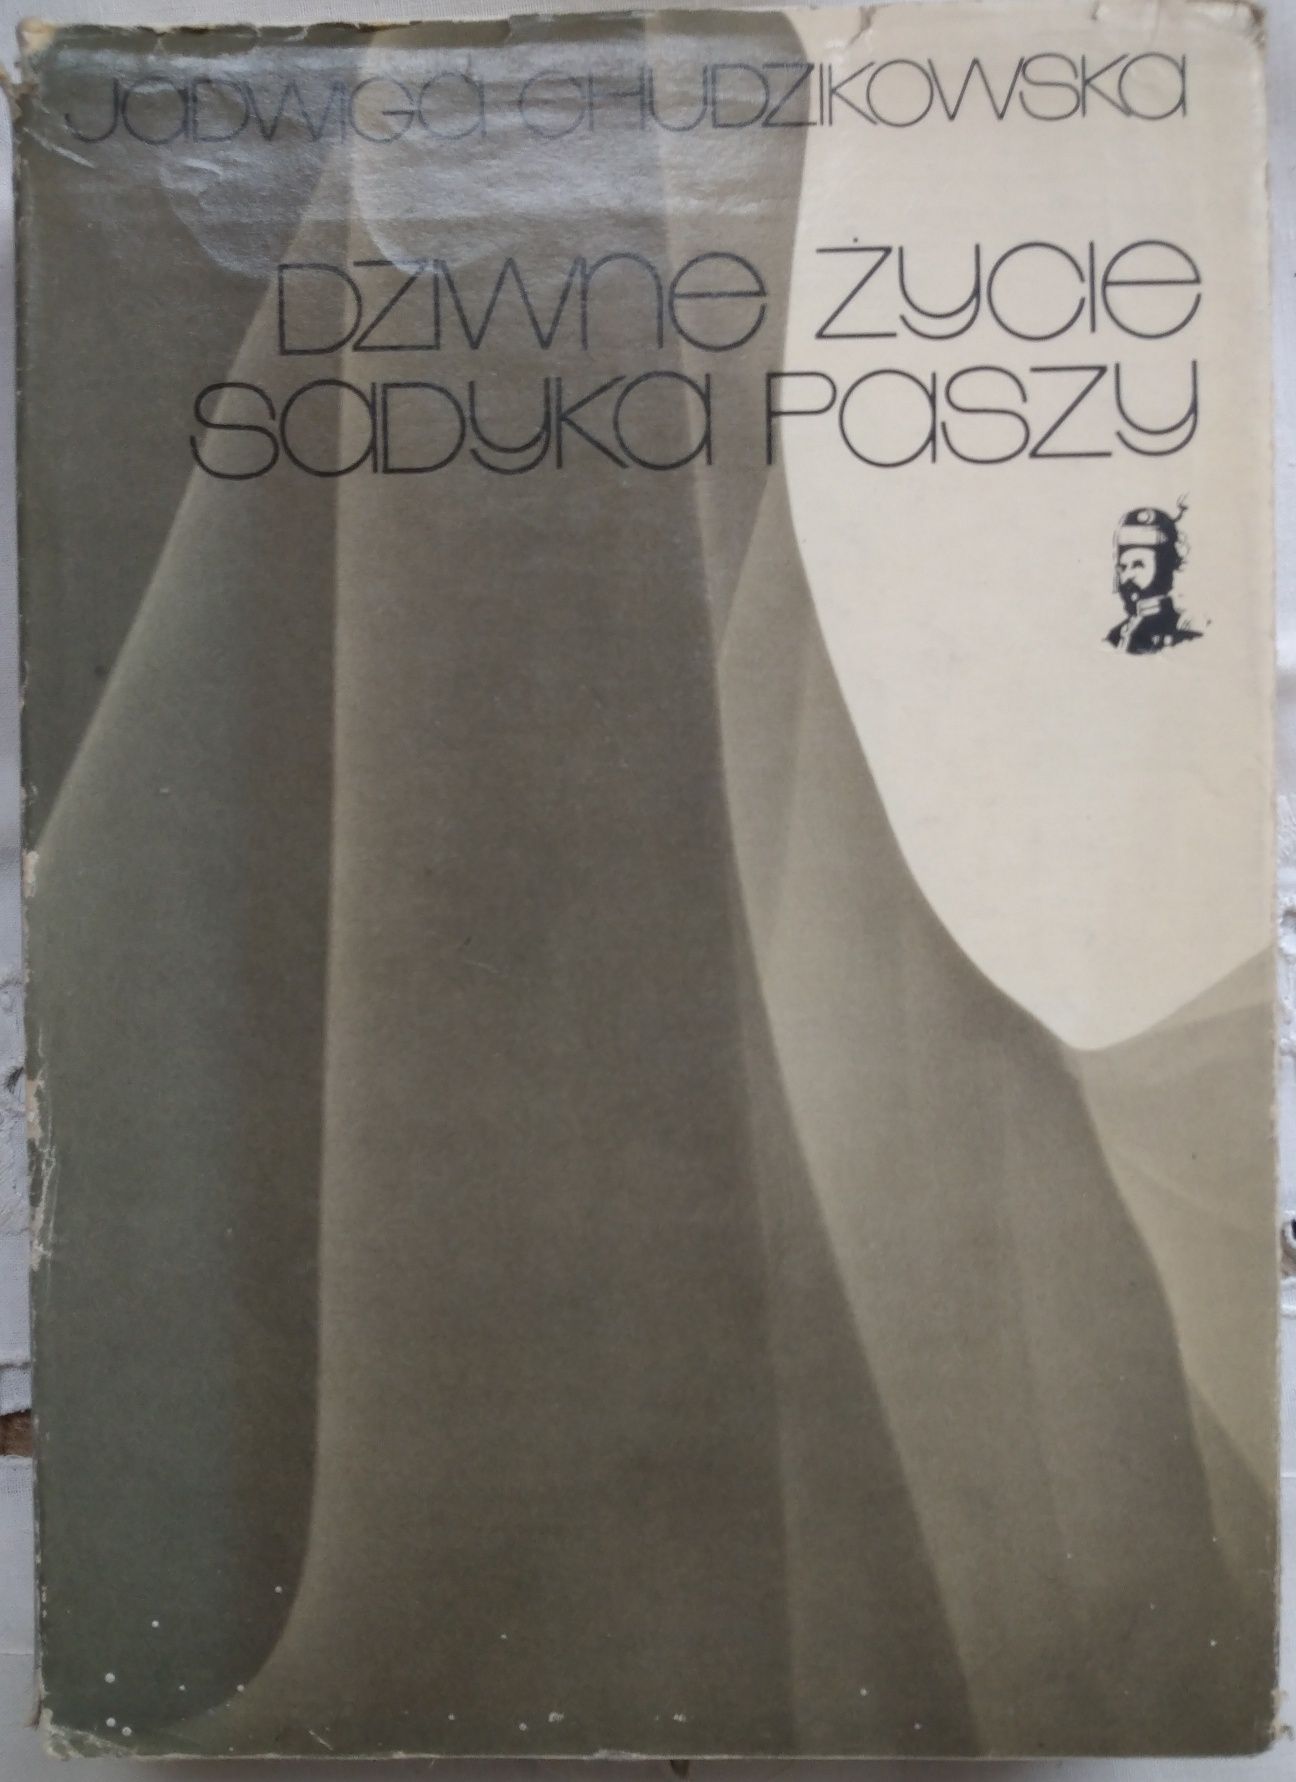 JADWIGA CHUDZIKOWSKA
DZIWNE ŻYCIE
SADYKA PASZY